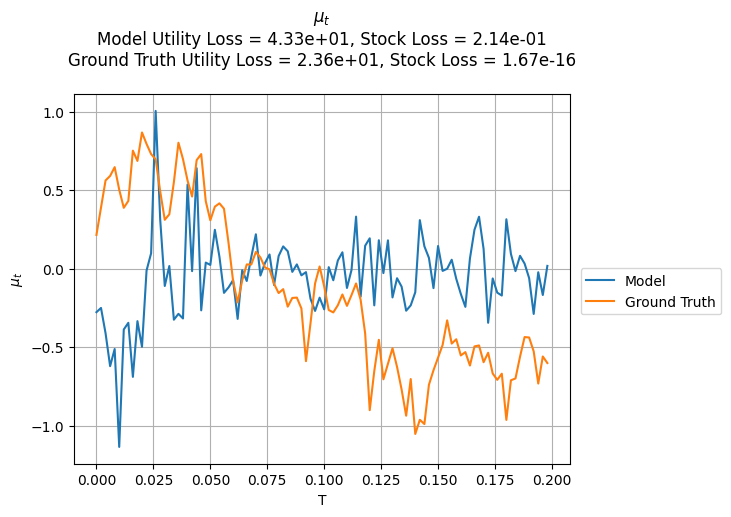 μₜ
Model Utility Loss = 4.33e+01, Stock Loss = 2.14e-01
Ground Truth Utility Loss = 2.36e+01, Stock Loss = 1.67e-16
1.0
0.5
0.0
−0.5
−1.0
μₜ
0.000
0.025
0.050
0.075
0.100
0.125
0.150
0.175
0.200
T
Model
Ground Truth